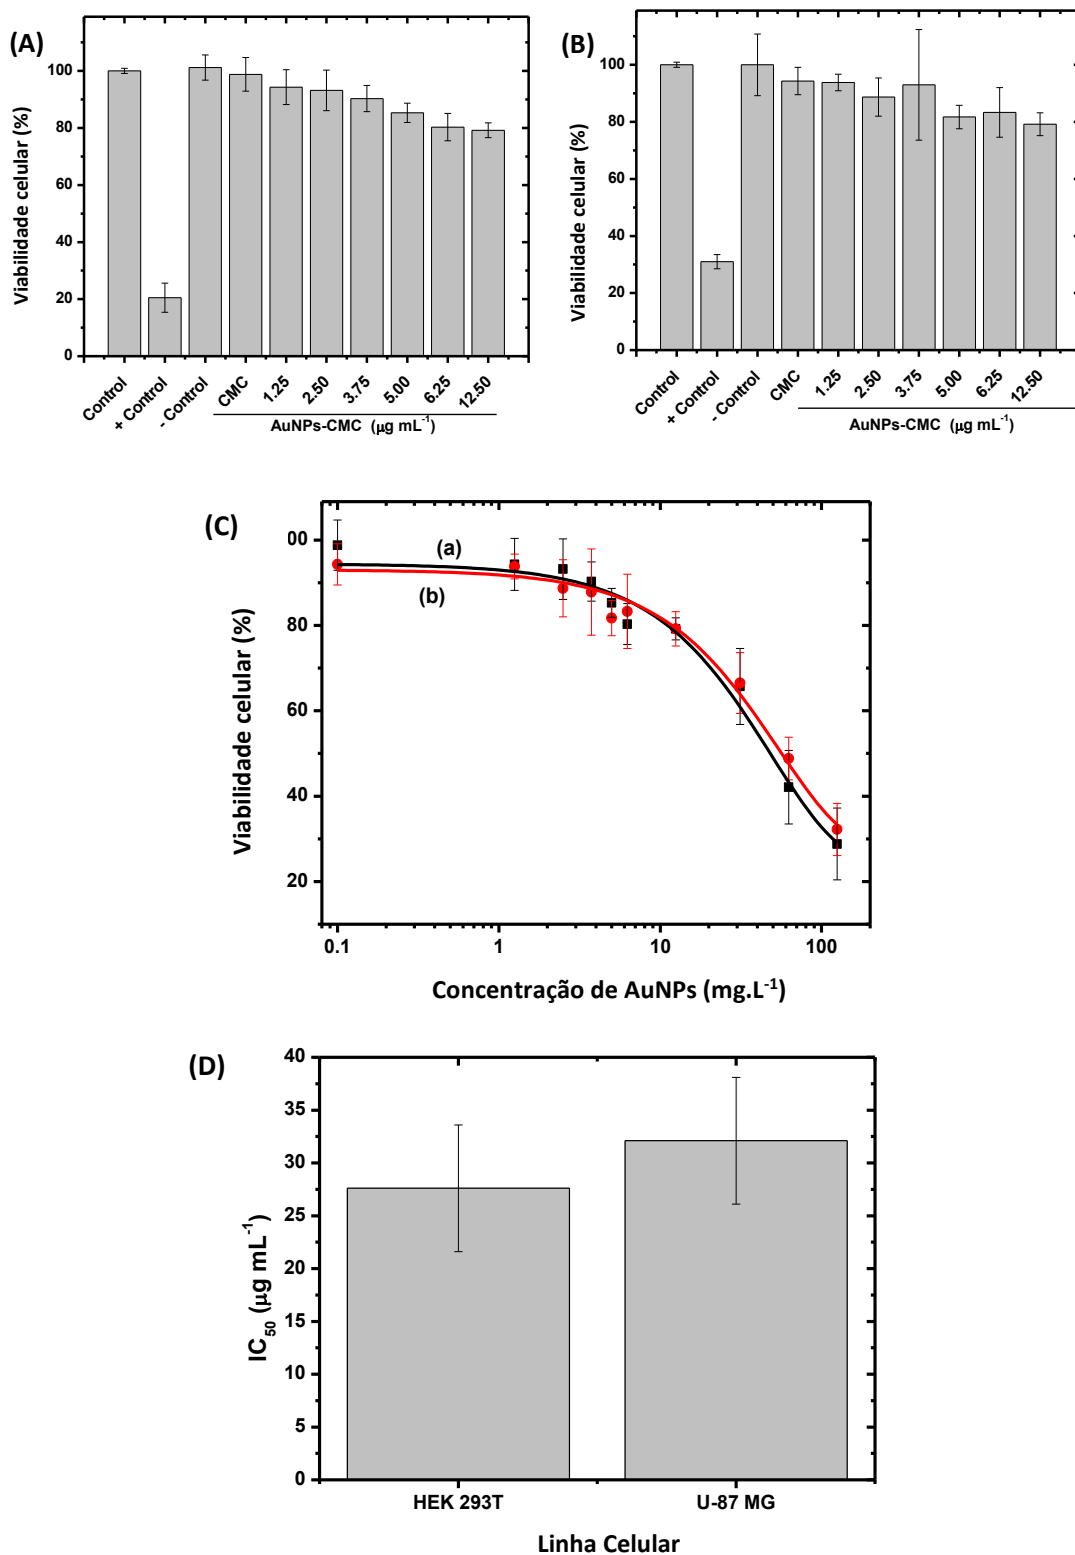 (A)
Viabilidade celular (%)
100
80
60
40
20
0
Control
+ Control
- Control
CMC
1.25
2.50
3.75
5.00
6.25
12.50
AuNPs-CMC (μg mL⁻¹)
(B)
Viabilidade celular (%)
100
80
60
40
20
0
Control
+ Control
- Control
CMC
1.25
2.50
3.75
5.00
6.25
12.50
AuNPs-CMC (μg mL⁻¹)
(C)
Viabilidade celular (%)
00
80
60
40
20
(a)
(b)
0.1
1
10
100
Concentração de AuNPs (mg.L⁻¹)
(D)
IC₅₀ (μg mL⁻¹)
40
35
30
25
20
15
10
5
0
HEK 293T
U-87 MG
Linha Celular